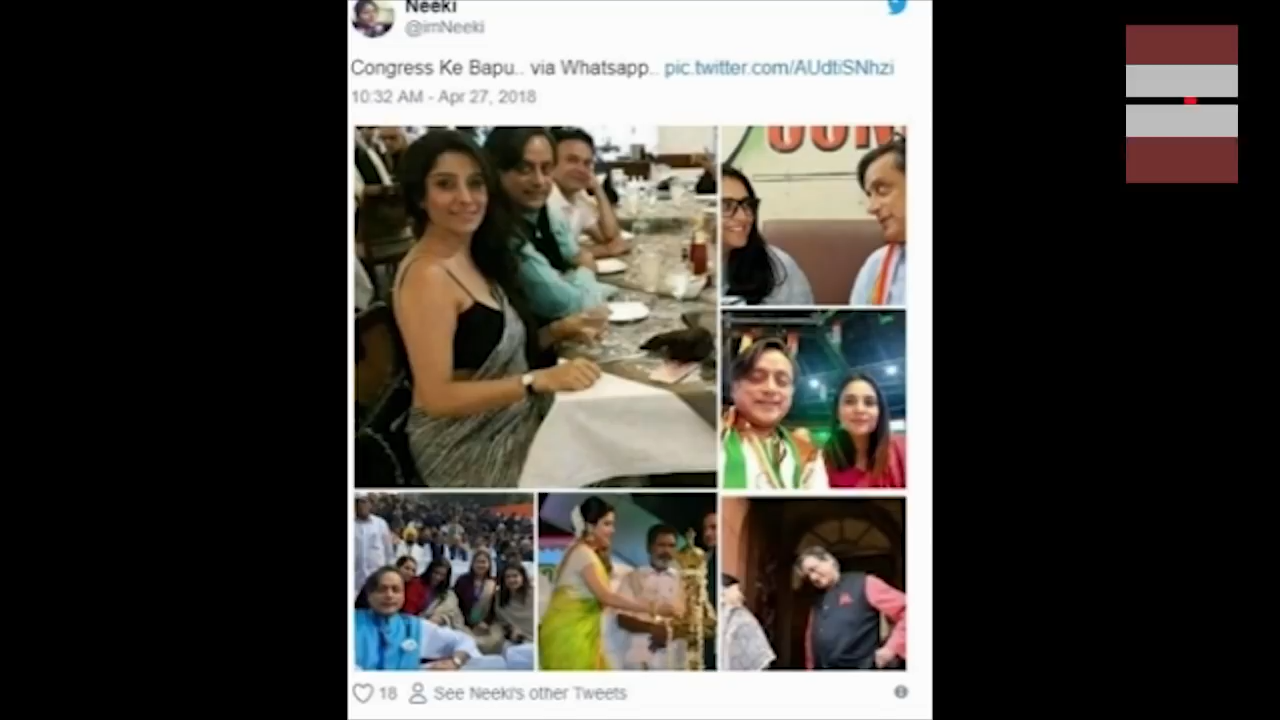 Neeki
@imNeeki
Congress Ke Bapu.. via Whatsapp.. pic.twitter.com/AUdtiSNhzi
10:32 AM - Apr 27, 2018
18 See Neeki's other Tweets